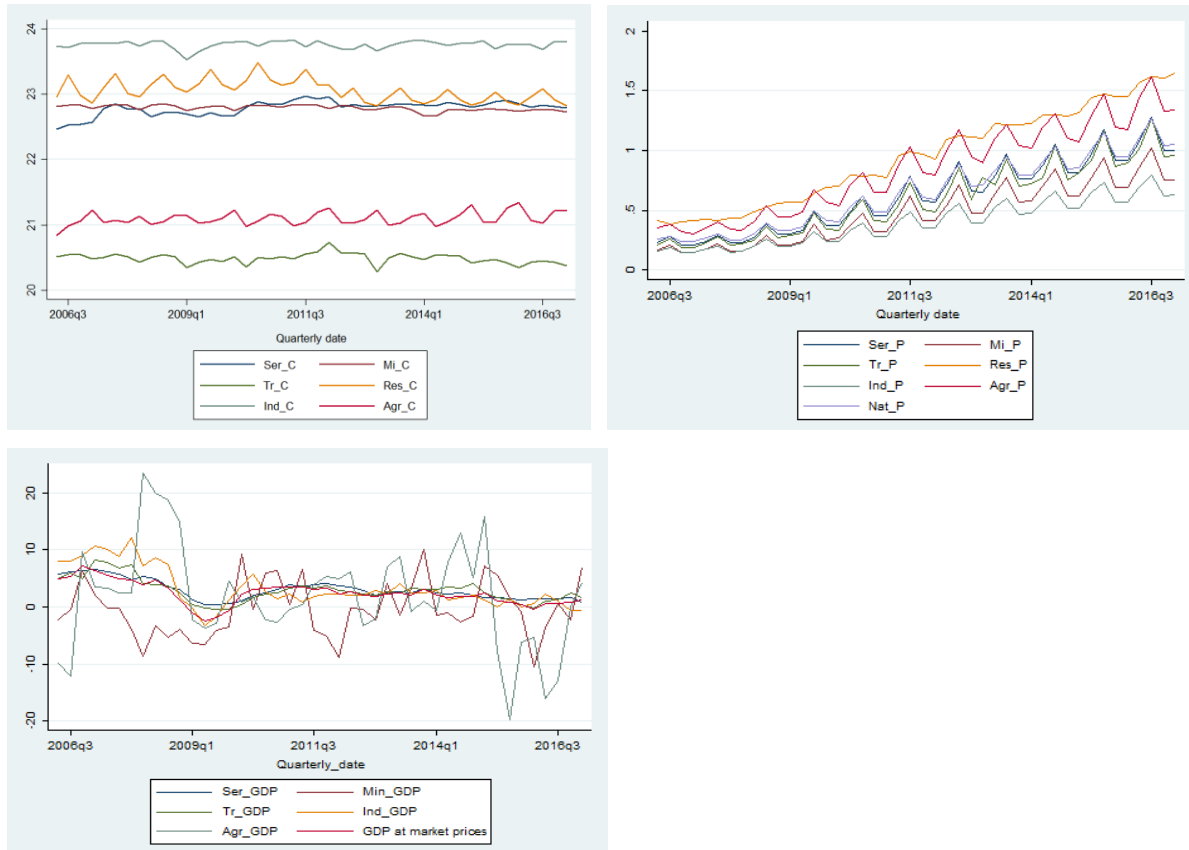 24
23
22
21
20
2006q3 2009q1 2011q3 2014q1 2016q3
Quarterly date
Ser_C Mi_C
Tr_C Res_C
Ind_C Agr_C
2
1.5
1
.5
0
2006q3 2009q1 2011q3 2014q1 2016q3
Quarterly date
Ser_P Mi_P
Tr_P Res_P
Ind_P Agr_P
Nat_P
20
10
0
-10
-20
2006q3 2009q1 2011q3 2014q1 2016q3
Quarterly_date
Ser_GDP Min_GDP
Tr_GDP Ind_GDP
Agr_GDP GDP at market prices